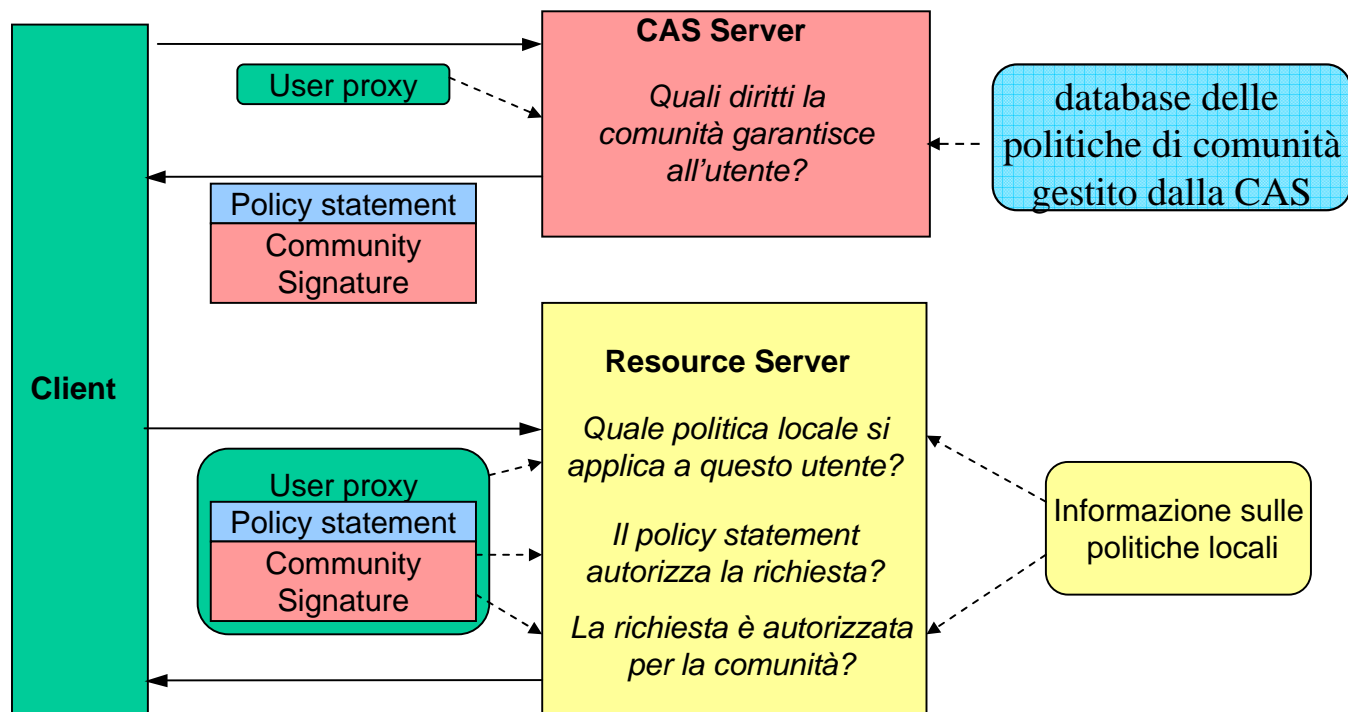 CAS Server
User proxy
Quali diritti la
comunità garantisce
all'utente?
database delle
politiche di comunità
gestito dalla CAS
Policy statement
Community
Signature
Client
Resource Server
Quale politica locale si
applica a questo utente?
User proxy
Policy statement
Community
Signature
Il policy statement
autorizza la richiesta?
La richiesta è autorizzata
per la comunità?
Informazione sulle
politiche locali